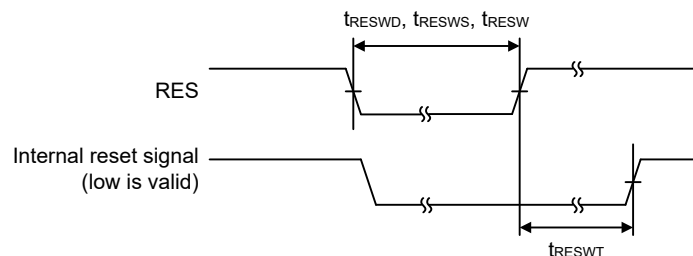 tRESWD, tRESWS, tRESW
RES
Internal reset signal
(low is valid)
tRESWT